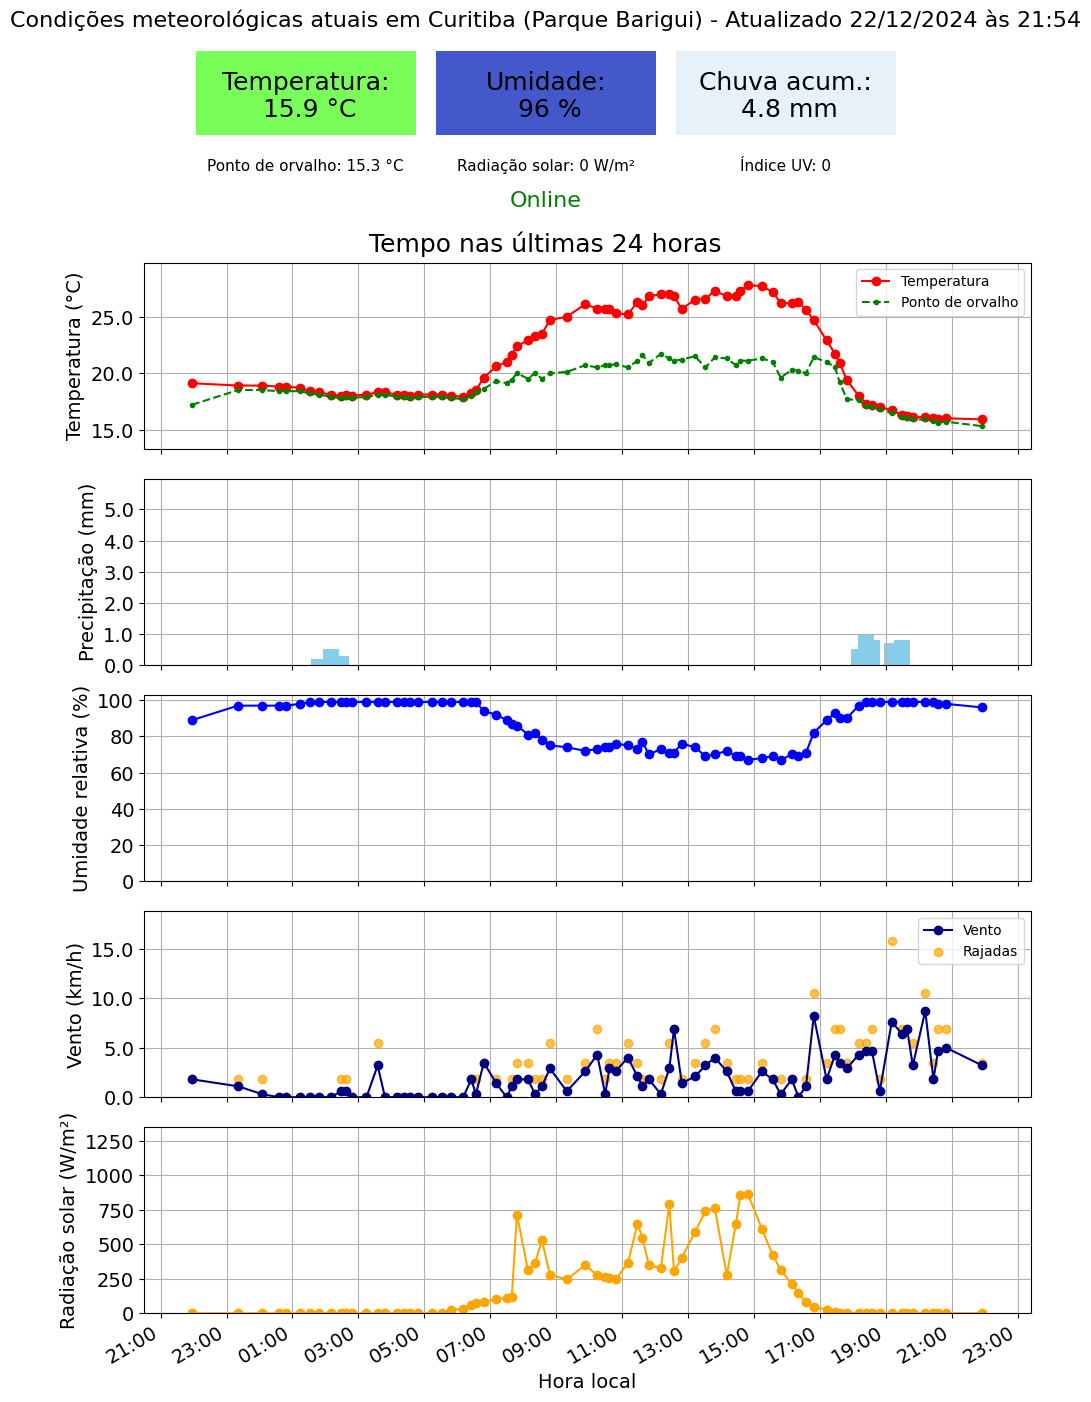 Condições meteorológicas atuais em Curitiba (Parque Barigui) - Atualizado 22/12/2024 às 21:54
Temperatura:
15.9 °C
Umidade:
96 %
Chuva acum.:
4.8 mm
Ponto de orvalho: 15.3 °C
Radiação solar: 0 W/m²
Índice UV: 0
Online
Tempo nas últimas 24 horas
Temperatura (°C)
25.0
20.0
15.0
Temperatura
Ponto de orvalho
Precipitação (mm)
5.0
4.0
3.0
2.0
1.0
0.0
Umidade relativa (%)
100
80
60
40
20
0
Vento (km/h)
15.0
10.0
5.0
0.0
Vento
Rajadas
Radiação solar (W/m²)
1250
1000
750
500
250
0
21:00 23:00 01:00 03:00 05:00 07:00 09:00 11:00 13:00 15:00 17:00 19:00 21:00 23:00
Hora local